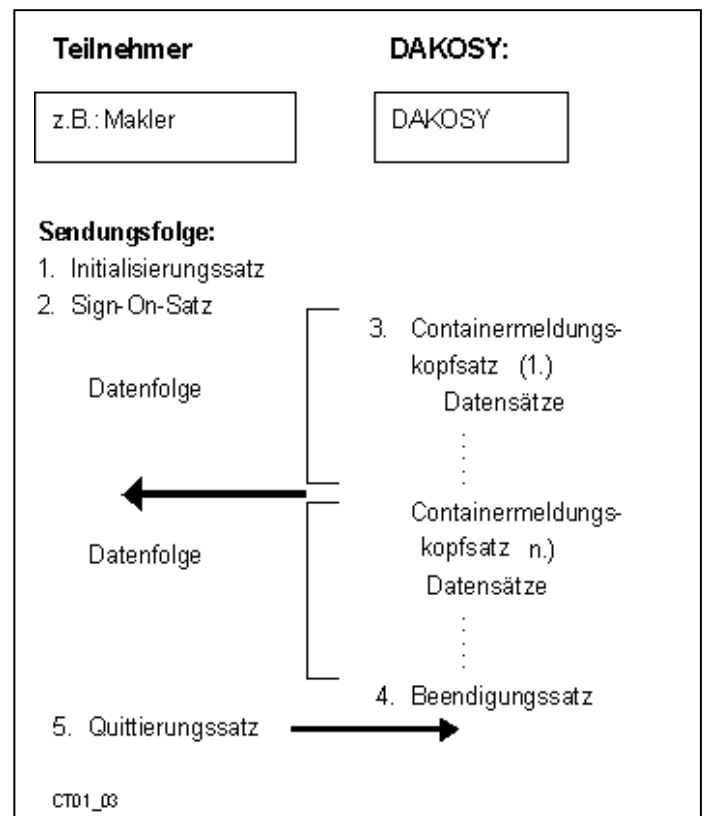 Teilnehmer DAKOSY:
z.B.: Makler DAKOSY
Sendungsfolge:
1. Initialisierungssatz
2. Sign-On-Satz
3. Containermeldungs-
kopfsatz (1.)
Datenfolge
Datensätze
Containermeldungs-
kopfsatz n.)
Datenfolge
Datensätze
4. Beendigungssatz
5. Quittierungssatz
CT01_03